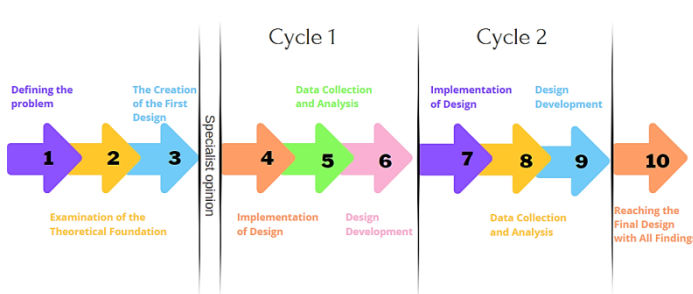 Cycle 1
Cycle 2
Defining the
problem
The Creation
of the First
Design
Data Collection
and Analysis
Implementation
of Design
Design
Development
1
2
3
Specialist opinion
4
5
6
7
8
9
10
Examination of the
Theoretical Foundation
Implementation
of Design
Design
Development
Data Collection
and Analysis
Reaching the
Final Design
with All Finding